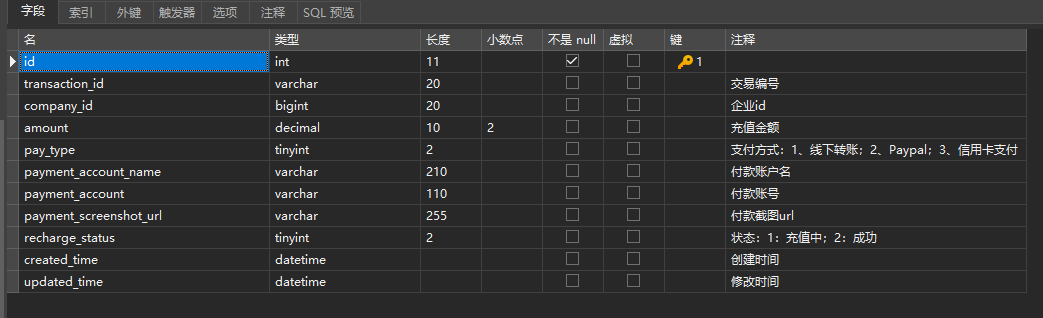 字段 索引 外键 触发器 选项 注释 SQL 预览
名 类型 长度 小数点 不是 null 虚拟 键 注释
id int 11 1
transaction_id varchar 20 交易编号
company_id bigint 20 企业id
amount decimal 10 2 充值金额
pay_type tinyint 2 支付方式：1、线下转账；2、Paypal；3、信用卡支付
payment_account_name varchar 210 付款账户名
payment_account varchar 110 付款账号
payment_screenshot_url varchar 255 付款截图url
recharge_status tinyint 2 状态：1：充值中；2：成功
created_time datetime 创建时间
updated_time datetime 修改时间